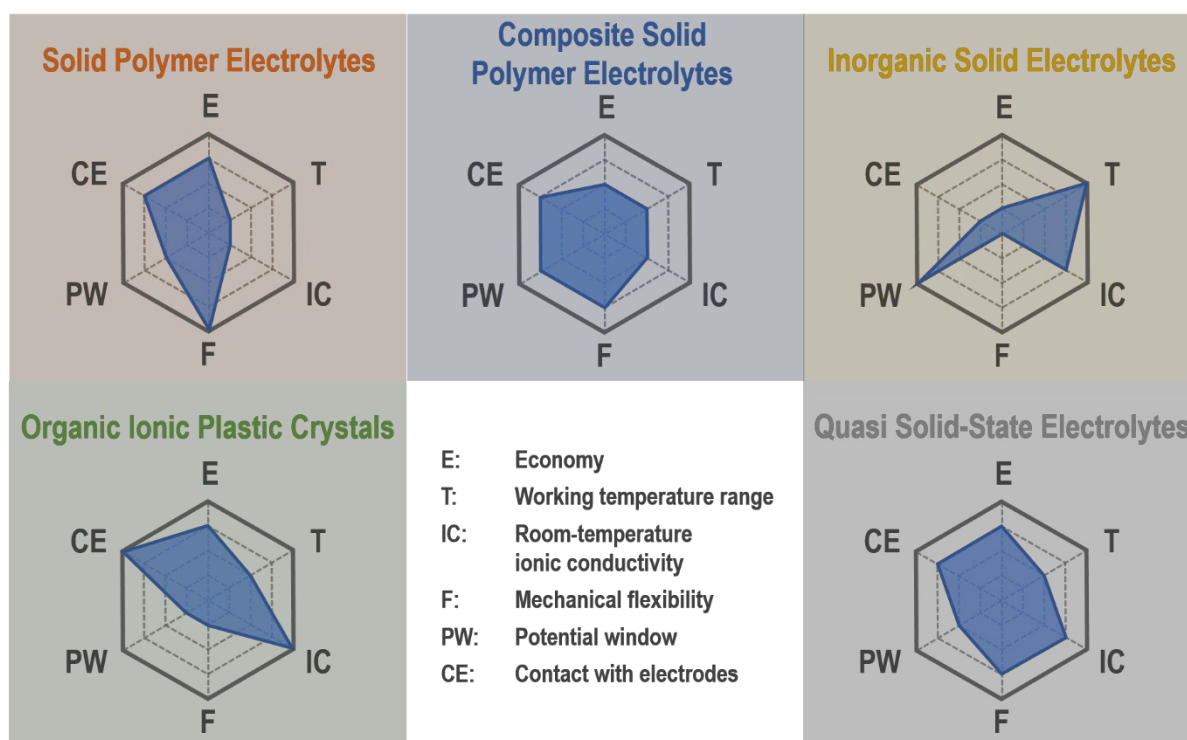 Solid Polymer Electrolytes
E
CE
T
PW
IC
F
Composite Solid
Polymer Electrolytes
E
CE
T
PW
IC
F
Inorganic Solid Electrolytes
E
CE
T
PW
IC
F
Organic Ionic Plastic Crystals
E
CE
T
PW
IC
F
E: Economy
T: Working temperature range
IC: Room-temperature
ionic conductivity
F: Mechanical flexibility
PW: Potential window
CE: Contact with electrodes
Quasi Solid-State Electrolytes
E
CE
T
PW
IC
F